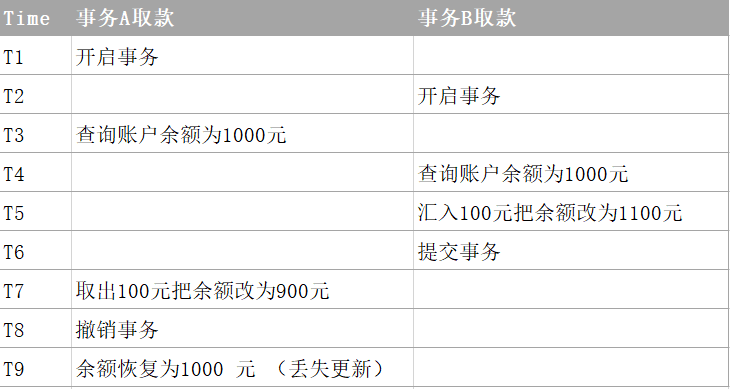 Time 事务A取款 事务B取款
T1 开启事务
T2 开启事务
T3 查询账户余额为1000元
T4 查询账户余额为1000元
T5 汇入100元把余额改为1100元
T6 提交事务
T7 取出100元把余额改为900元
T8 撤销事务
T9 余额恢复为1000 元 （丢失更新）